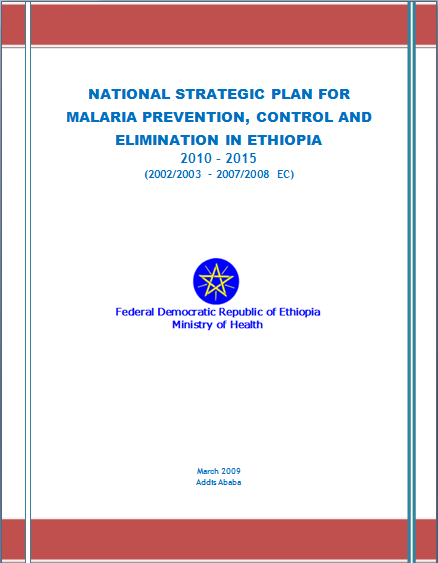 NATIONAL STRATEGIC PLAN FOR
MALARIA PREVENTION, CONTROL AND
ELIMINATION IN ETHIOPIA
2010 - 2015
(2002/2003 - 2007/2008 EC)
Federal Democratic Republic of Ethiopia
Ministry of Health
March 2009
Addis Ababa